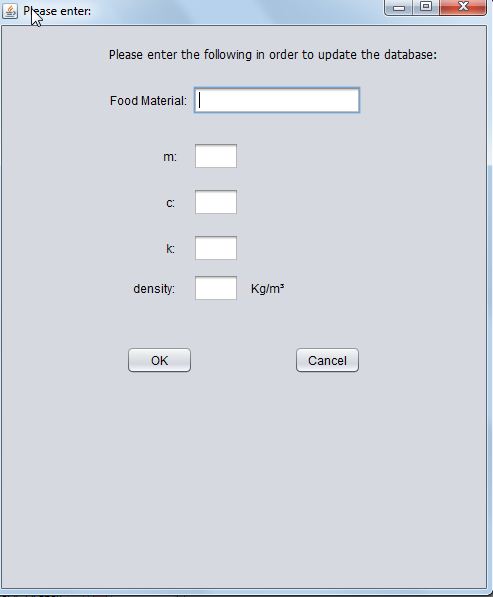 Please enter:
Please enter the following in order to update the database:
Food Material:
m:
c:
k:
density: Kg/m³
OK Cancel